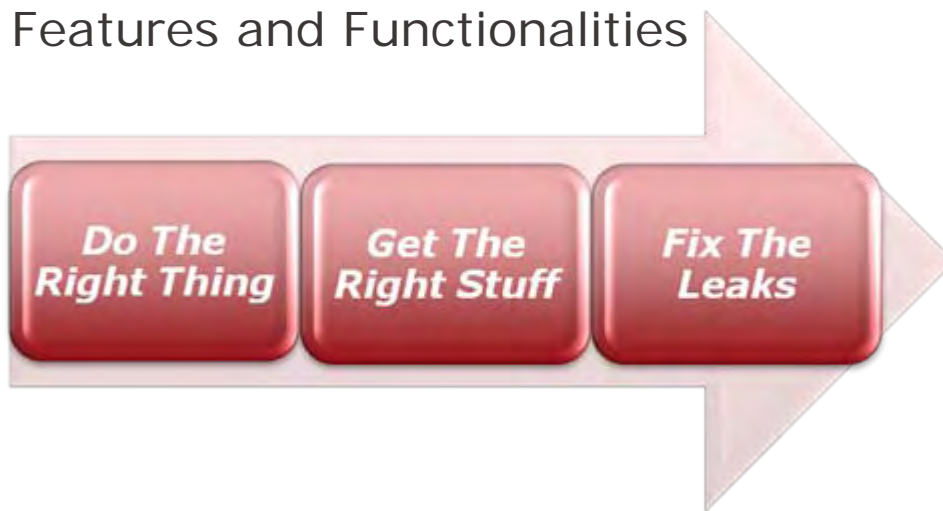 Features and Functionalities
Do The
Right Thing
Get The
Right Stuff
Fix The
Leaks